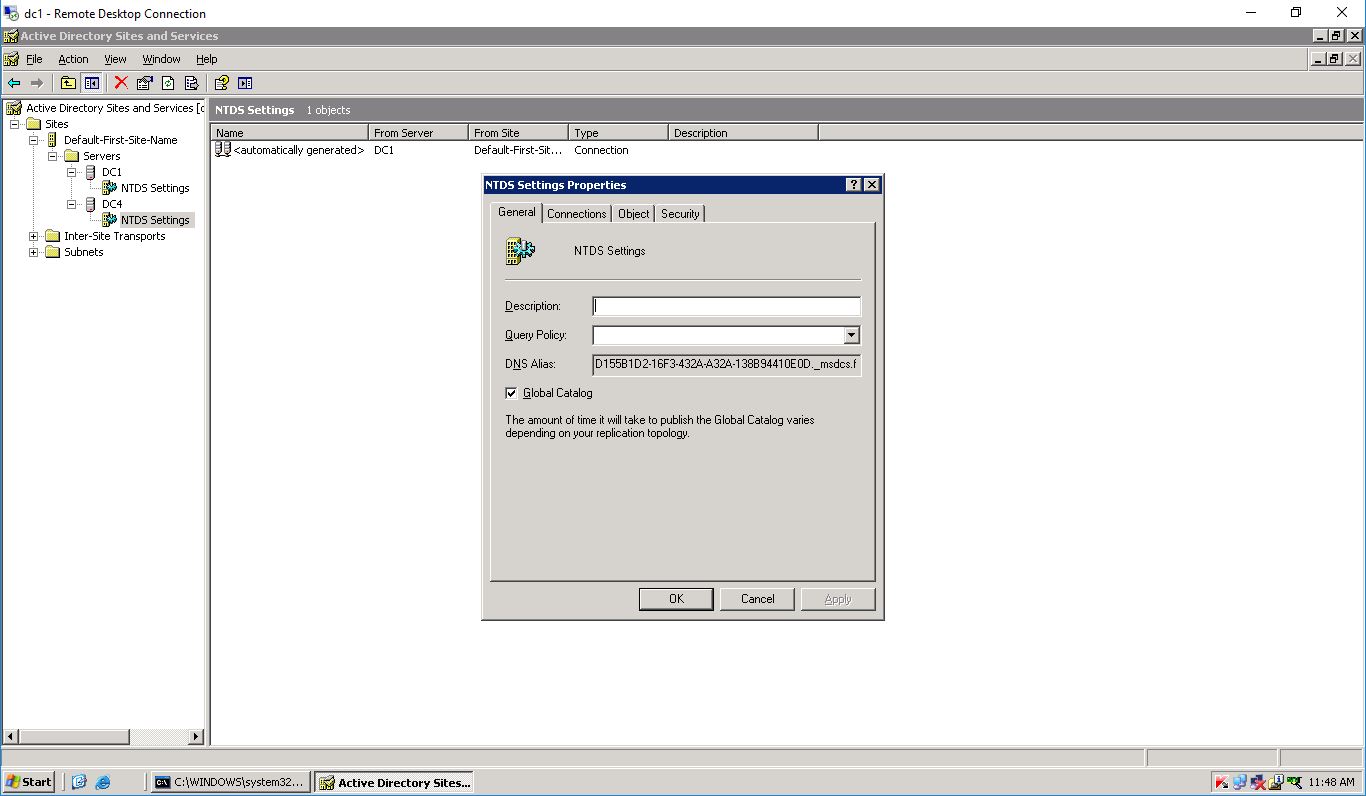 dc1 - Remote Desktop Connection
Active Directory Sites and Services
File Action View Window Help
Active Directory Sites and Services [d
Sites
Default-First-Site-Name
Servers
DC1
NTDS Settings
DC4
NTDS Settings
Inter-Site Transports
Subnets
NTDS Settings 1 objects
Name From Server From Site Type Description
<automatically generated> DC1 Default-First-Sit... Connection
NTDS Settings Properties
General Connections Object Security
NTDS Settings
Description:
Query Policy:
DNS Alias: D155B1D2-16F3-432A-A32A-138B94410E0D._msdcs.f
Global Catalog
The amount of time it will take to publish the Global Catalog varies
depending on your replication topology.
OK Cancel Apply
Start C:\WINDOWS\system32... Active Directory Sites... 11:48 AM